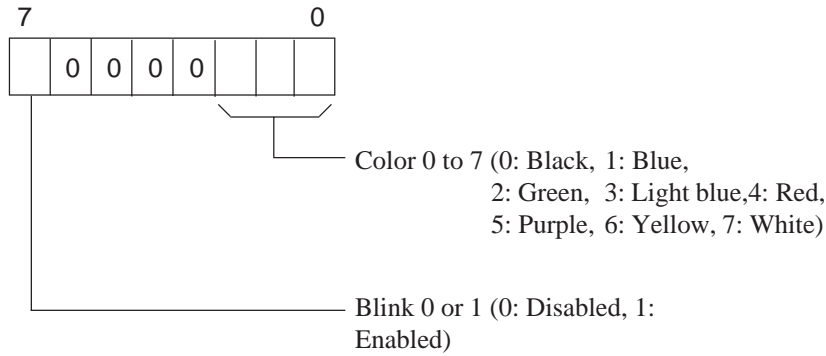 7 0
0 0 0 0
Color 0 to 7 (0: Black, 1: Blue,
2: Green, 3: Light blue,4: Red,
5: Purple, 6: Yellow, 7: White)
Blink 0 or 1 (0: Disabled, 1:
Enabled)